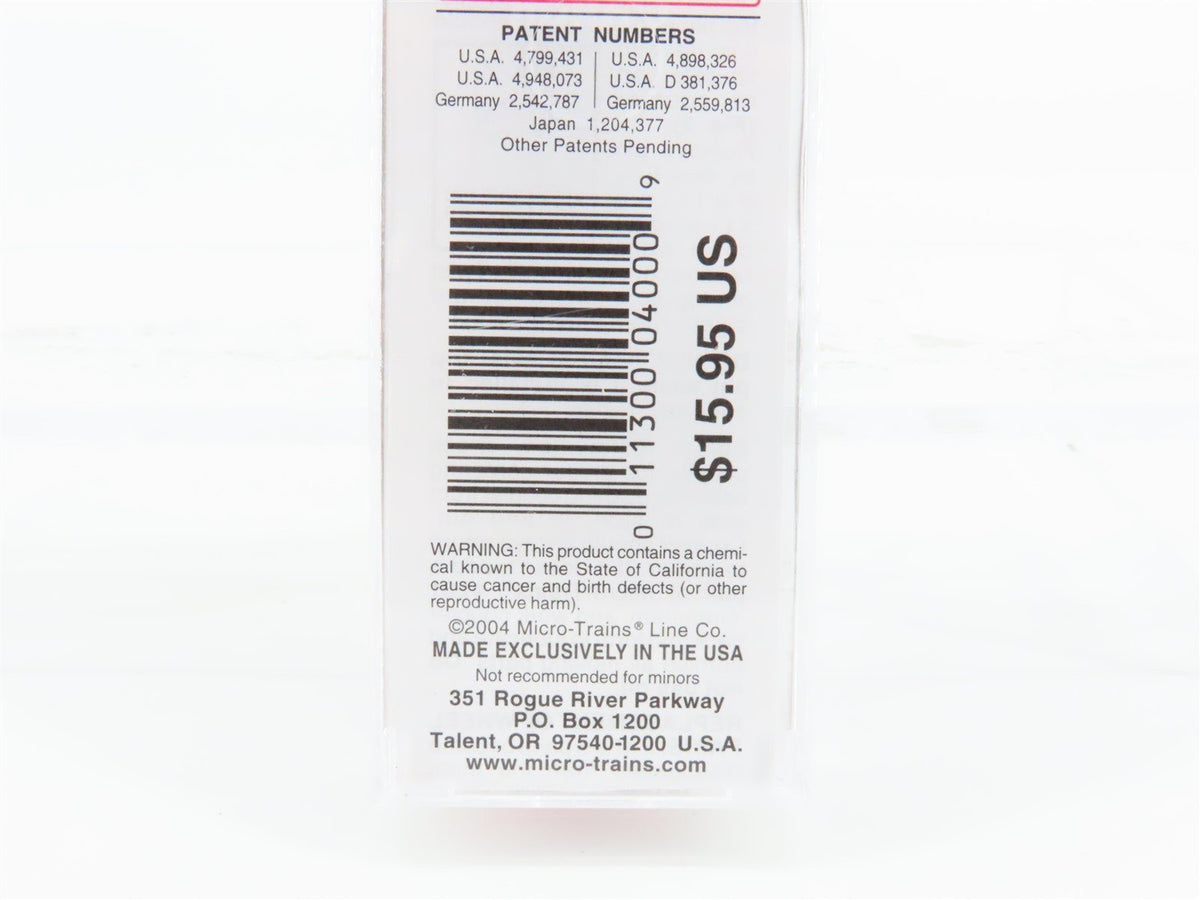 PATENT NUMBERS
U.S.A. 4,799,431 | U.S.A. 4,898,326
U.S.A. 4,948,073 | U.S.A. D 381,376
Germany 2,542,787 | Germany 2,559,813
Japan 1,204,377
Other Patents Pending
0 11300 04000 9
$15.95 US
WARNING: This product contains a chemi-
cal known to the State of California to
cause cancer and birth defects (or other
reproductive harm).
©2004 Micro-Trains® Line Co.
MADE EXCLUSIVELY IN THE USA
Not recommended for minors
351 Rogue River Parkway
P.O. Box 1200
Talent, OR 97540-1200 U.S.A.
www.micro-trains.com